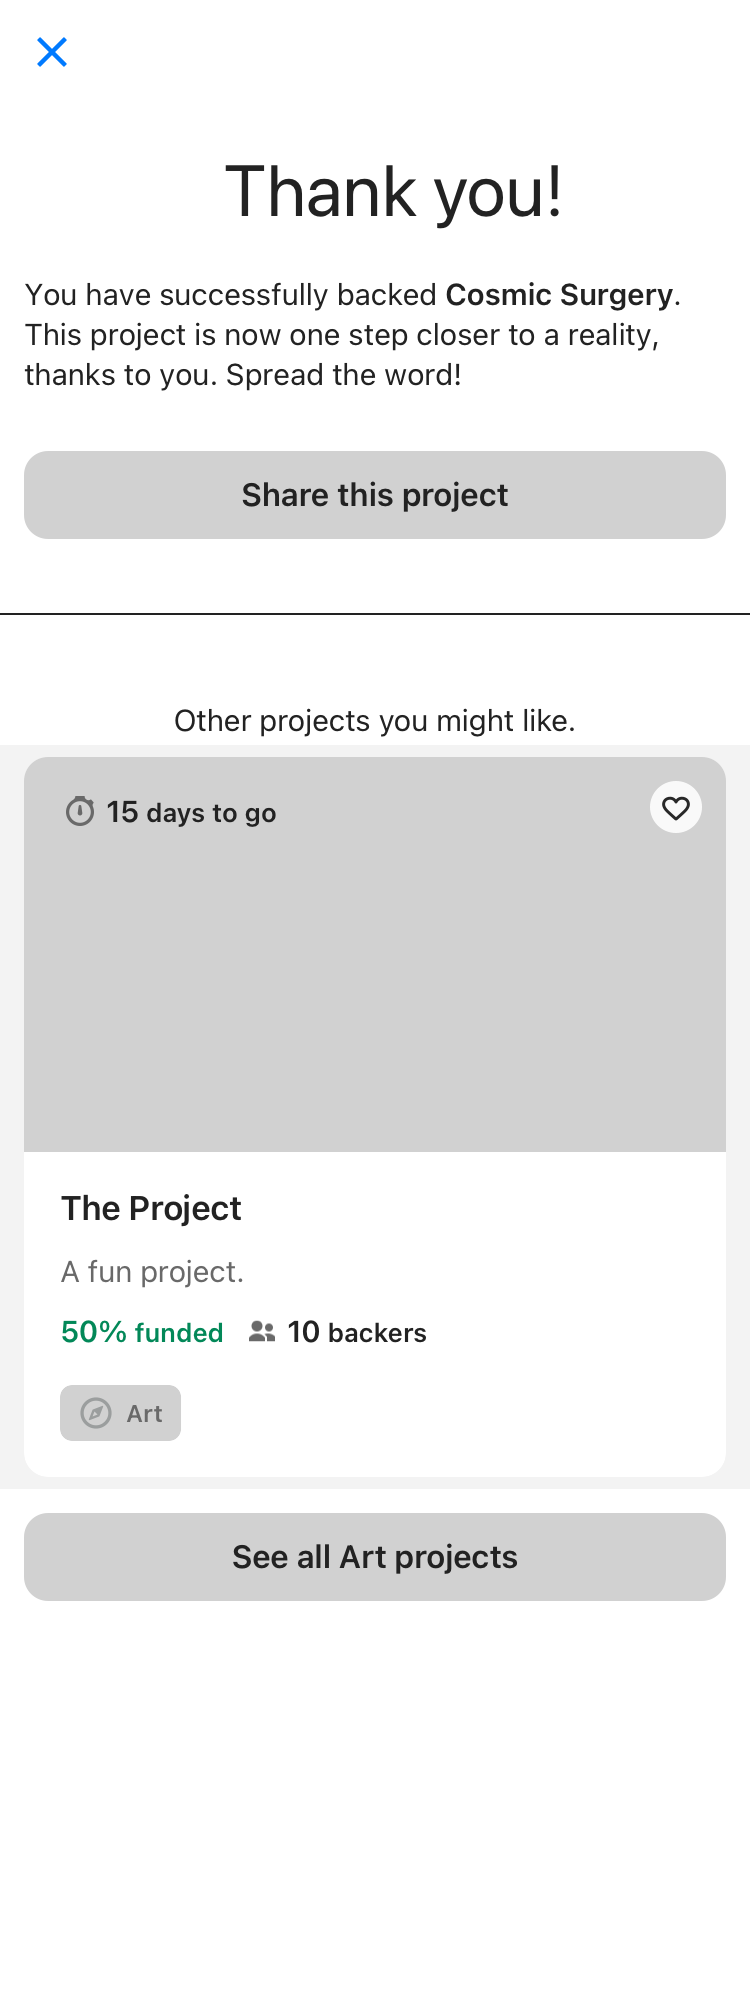 Thank you!
You have successfully backed Cosmic Surgery.
This project is now one step closer to a reality,
thanks to you. Spread the word!
Share this project
Other projects you might like.
15 days to go
The Project
A fun project.
50% funded 10 backers
Art
See all Art projects